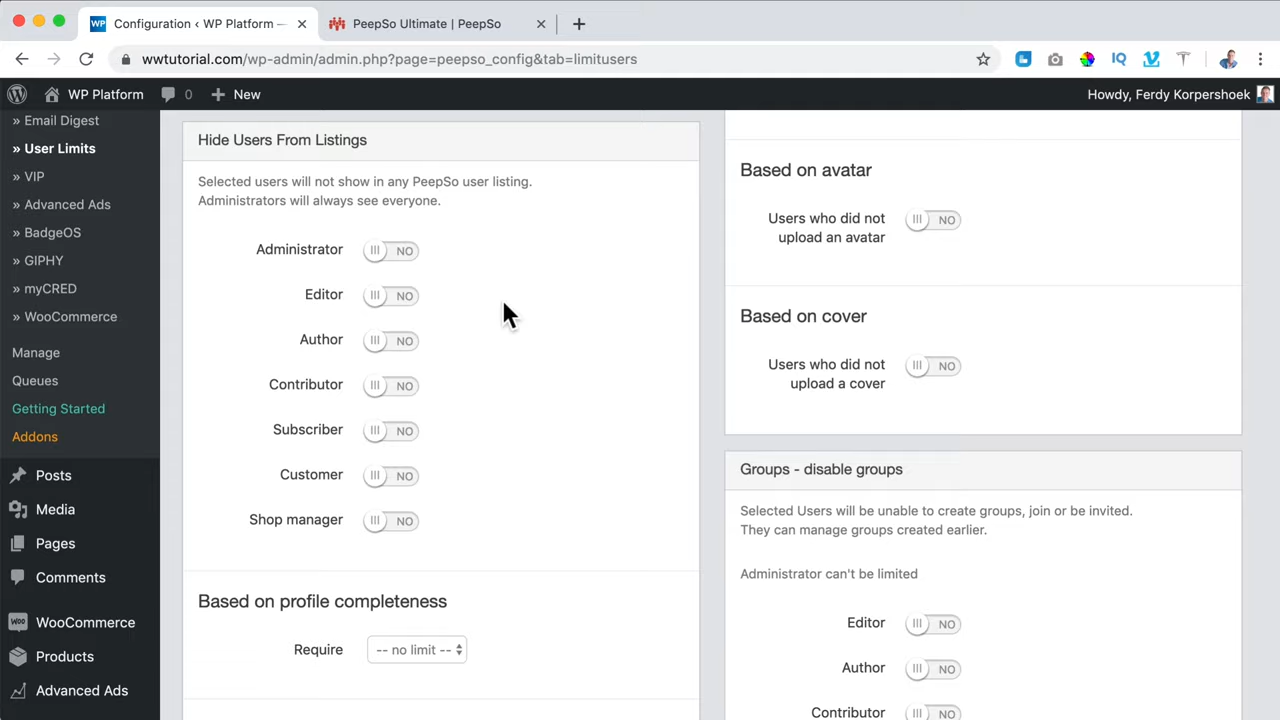 WP Configuration ‹ WP Platform —
PeepSo Ultimate | PeepSo
wwtutorial.com/wp-admin/admin.php?page=peepso_config&tab=limitusers
IQ
WP Platform
0
New
Howdy, Ferdy Korpershoek
» Email Digest
» User Limits
» VIP
» Advanced Ads
» BadgeOS
» GIPHY
» myCRED
» WooCommerce
Manage
Queues
Getting Started
Addons
Posts
Media
Pages
Comments
WooCommerce
Products
Advanced Ads
Hide Users From Listings
Selected users will not show in any PeepSo user listing.
Administrators will always see everyone.
Administrator NO
Editor NO
Author NO
Contributor NO
Subscriber NO
Customer NO
Shop manager NO
Based on profile completeness
Require -- no limit --
Based on avatar
Users who did not
upload an avatar
NO
Based on cover
Users who did not
upload a cover
NO
Groups - disable groups
Selected Users will be unable to create groups, join or be invited.
They can manage groups created earlier.
Administrator can't be limited
Editor NO
Author NO
Contributor NO